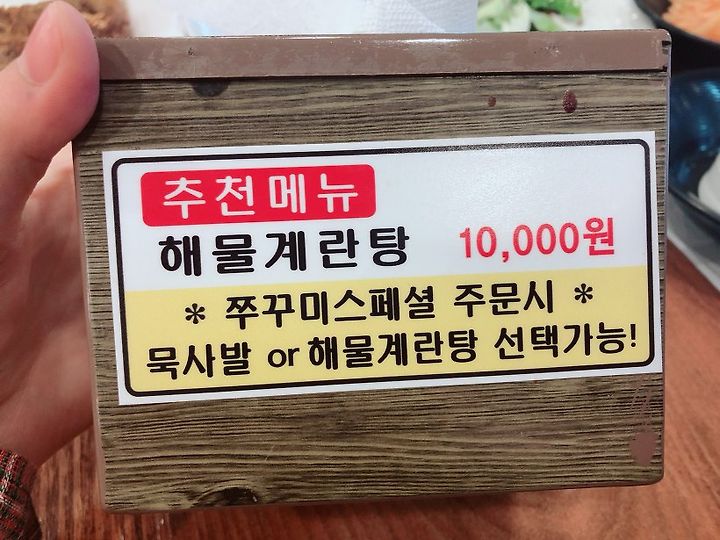 추천메뉴
해물계란탕 10,000원
* 쭈꾸미스페셜 주문시 *
묵사발 or 해물계란탕 선택가능!